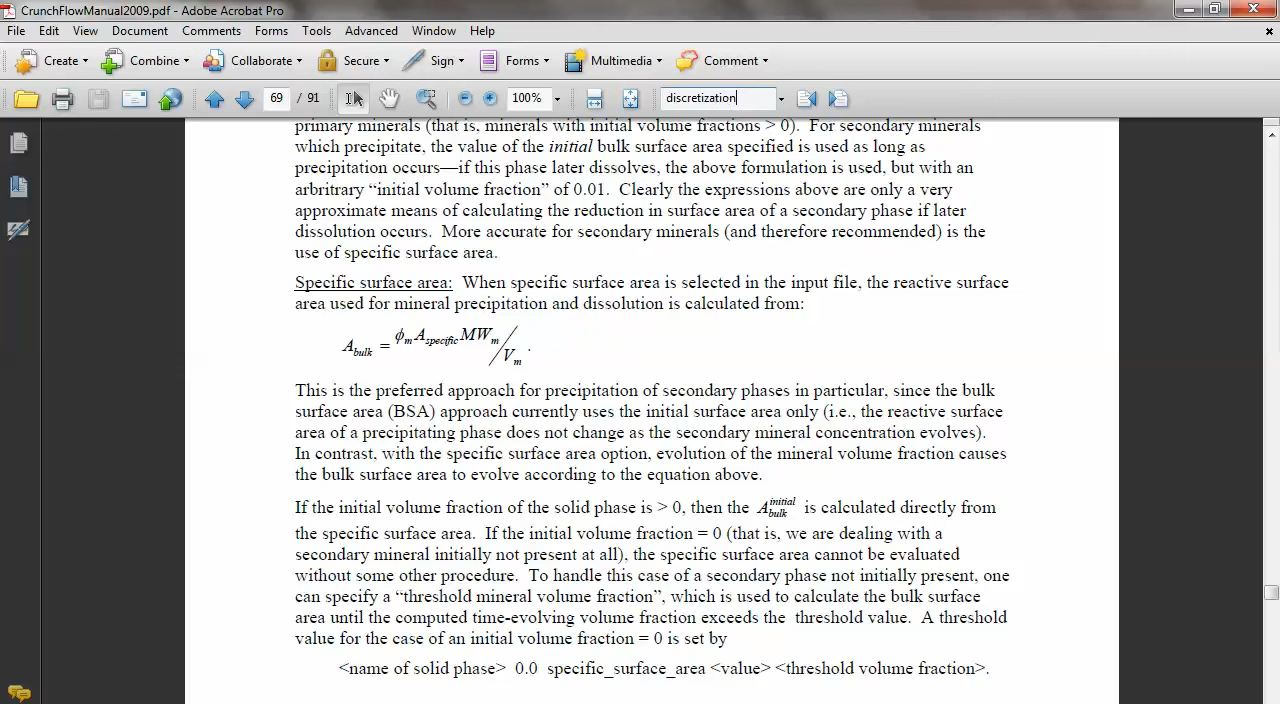 CrunchFlowManual2009.pdf - Adobe Acrobat Pro
File Edit View Document Comments Forms Tools Advanced Window Help
Create Combine Collaborate Secure Sign Forms Multimedia Comment
69 / 91 100% discretization
primary minerals (that is, minerals with initial volume fractions > 0). For secondary minerals
which precipitate, the value of the initial bulk surface area specified is used as long as
precipitation occurs—if this phase later dissolves, the above formulation is used, but with an
arbitrary “initial volume fraction” of 0.01. Clearly the expressions above are only a very
approximate means of calculating the reduction in surface area of a secondary phase if later
dissolution occurs. More accurate for secondary minerals (and therefore recommended) is the
use of specific surface area.
Specific surface area: When specific surface area is selected in the input file, the reactive surface
area used for mineral precipitation and dissolution is calculated from:
A_bulk = ϕ_m A_specific MW_m / V_m .
This is the preferred approach for precipitation of secondary phases in particular, since the bulk
surface area (BSA) approach currently uses the initial surface area only (i.e., the reactive surface
area of a precipitating phase does not change as the secondary mineral concentration evolves).
In contrast, with the specific surface area option, evolution of the mineral volume fraction causes
the bulk surface area to evolve according to the equation above.
If the initial volume fraction of the solid phase is > 0, then the A_bulk^initial is calculated directly from
the specific surface area. If the initial volume fraction = 0 (that is, we are dealing with a
secondary mineral initially not present at all), the specific surface area cannot be evaluated
without some other procedure. To handle this case of a secondary phase not initially present, one
can specify a “threshold mineral volume fraction”, which is used to calculate the bulk surface
area until the computed time-evolving volume fraction exceeds the threshold value. A threshold
value for the case of an initial volume fraction = 0 is set by
<name of solid phase> 0.0 specific_surface_area <value> <threshold volume fraction>.